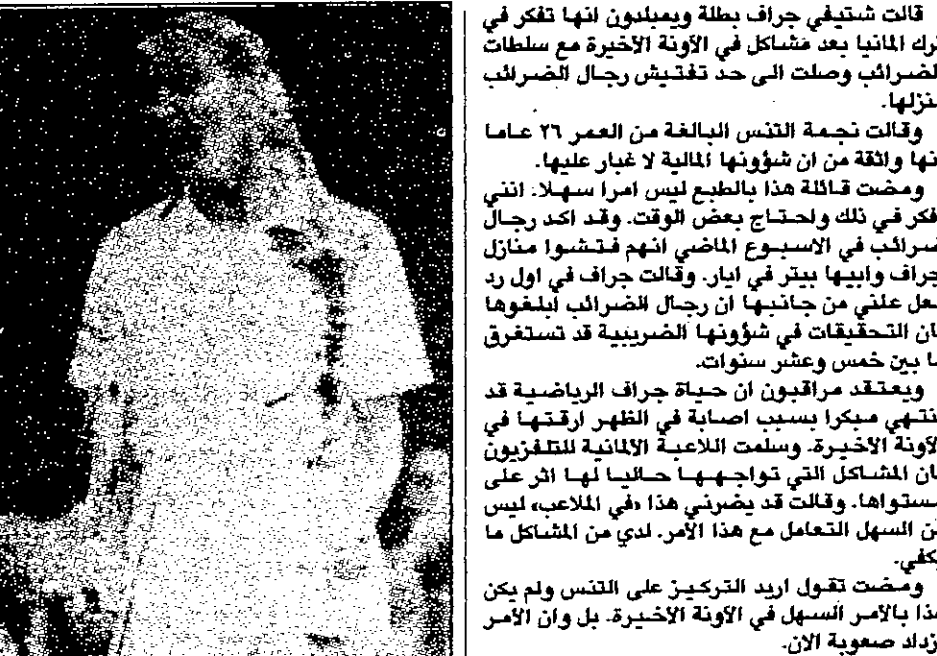 قالت شتيفي جراف بطلة ويمبلدون انها تفكر في
ترك المانيا بعد مشاكل في الآونة الأخيرة مع سلطات
الضرائب وصلت الى حد تفتيش رجال الضرائب
منزلها.
وقالت نجمة التنس البالغة من العمر ٢٦ عاما
انها واثقة من ان شؤونها المالية لا غبار عليها.
ومضت قائلة هذا بالطبع ليس امرا سهلا. انني
افكر في ذلك واحتاج بعض الوقت. وقد اكد رجال
ضرائب في الاسبوع الماضي انهم فتشوا منازل
جراف وابيها بيتر في ايار. وقالت جراف في اول رد
فعل علني من جانبها ان رجال الضرائب ابلغوها
بان التحقيقات في شؤونها الضريبية قد تستغرق
ما بين خمس وعشر سنوات.
ويعتقد مراقبون ان حياة جراف الرياضية قد
تنتهي مبكرا بسبب اصابة في الظهر ارقتها في
الآونة الأخيرة. وسلمت اللاعبة الالمانية للتلفزيون
بان المشاكل التي تواجهها حاليا لها اثر على
مستواها. وقالت قد يضرني هذا «في الملاعب» ليس
من السهل التعامل مع هذا الأمر. لدي من المشاكل ما
يكفي.
ومضت تقول اريد التركيز على التنس ولم يكن
هذا بالأمر السهل في الآونة الأخيرة. بل وان الأمر
ازداد صعوبة الان.